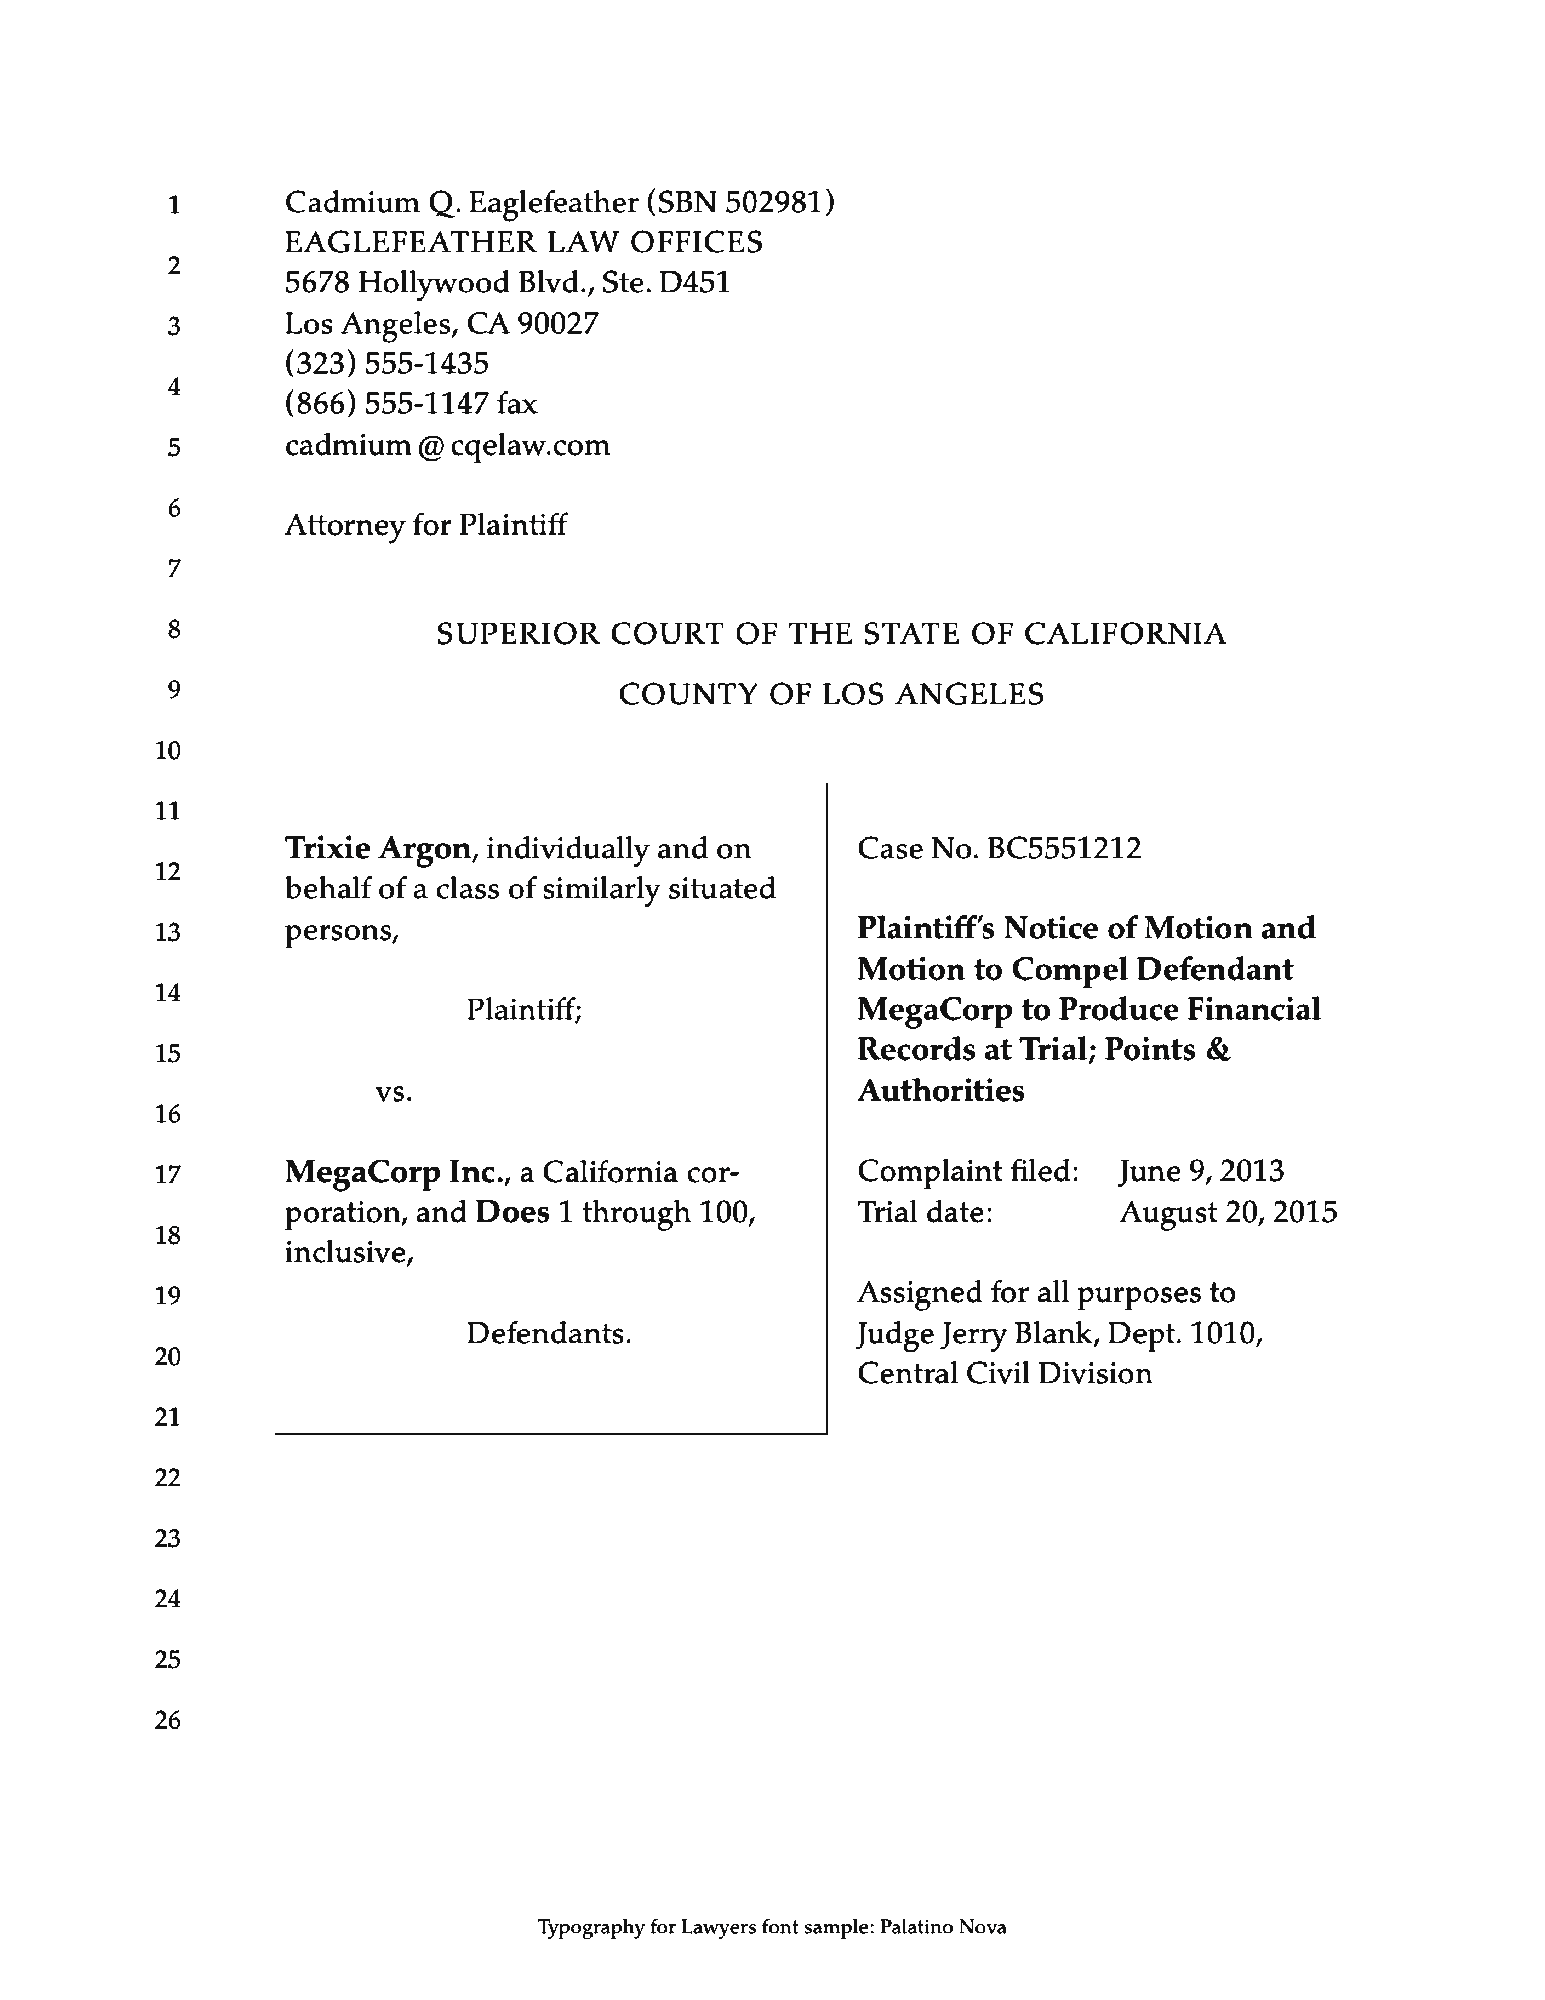 1
2
3
4
5
6
7
8
9
10
11
12
13
14
15
16
17
18
19
20
21
22
23
24
25
26
Cadmium Q. Eaglefeather (SBN 502981)
EAGLEFEATHER LAW OFFICES
5678 Hollywood Blvd., Ste. D451
Los Angeles, CA 90027
(323) 555-1435
(866) 555-1147 fax
cadmium @ cqelaw.com
Attorney for Plaintiff
SUPERIOR COURT OF THE STATE OF CALIFORNIA
COUNTY OF LOS ANGELES
Trixie Argon, individually and on
behalf of a class of similarly situated
persons,
Plaintiff;
vs.
MegaCorp Inc., a California cor-
poration, and Does 1 through 100,
inclusive,
Defendants.
Case No. BC5551212
Plaintiff's Notice of Motion and
Motion to Compel Defendant
MegaCorp to Produce Financial
Records at Trial; Points &
Authorities
Complaint filed: June 9, 2013
Trial date: August 20, 2015
Assigned for all purposes to
Judge Jerry Blank, Dept. 1010,
Central Civil Division
Typography for Lawyers font sample: Palatino Nova